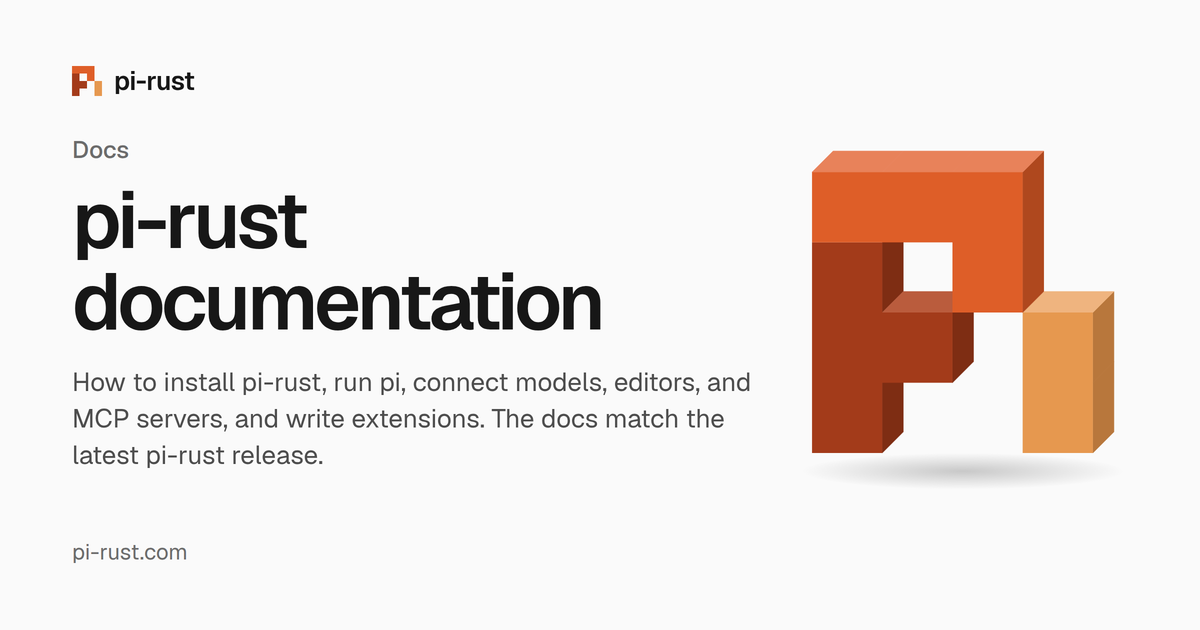 pi-rust
Docs
pi-rust
documentation
How to install pi-rust, run pi, connect models, editors, and
MCP servers, and write extensions. The docs match the
latest pi-rust release.
pi-rust.com